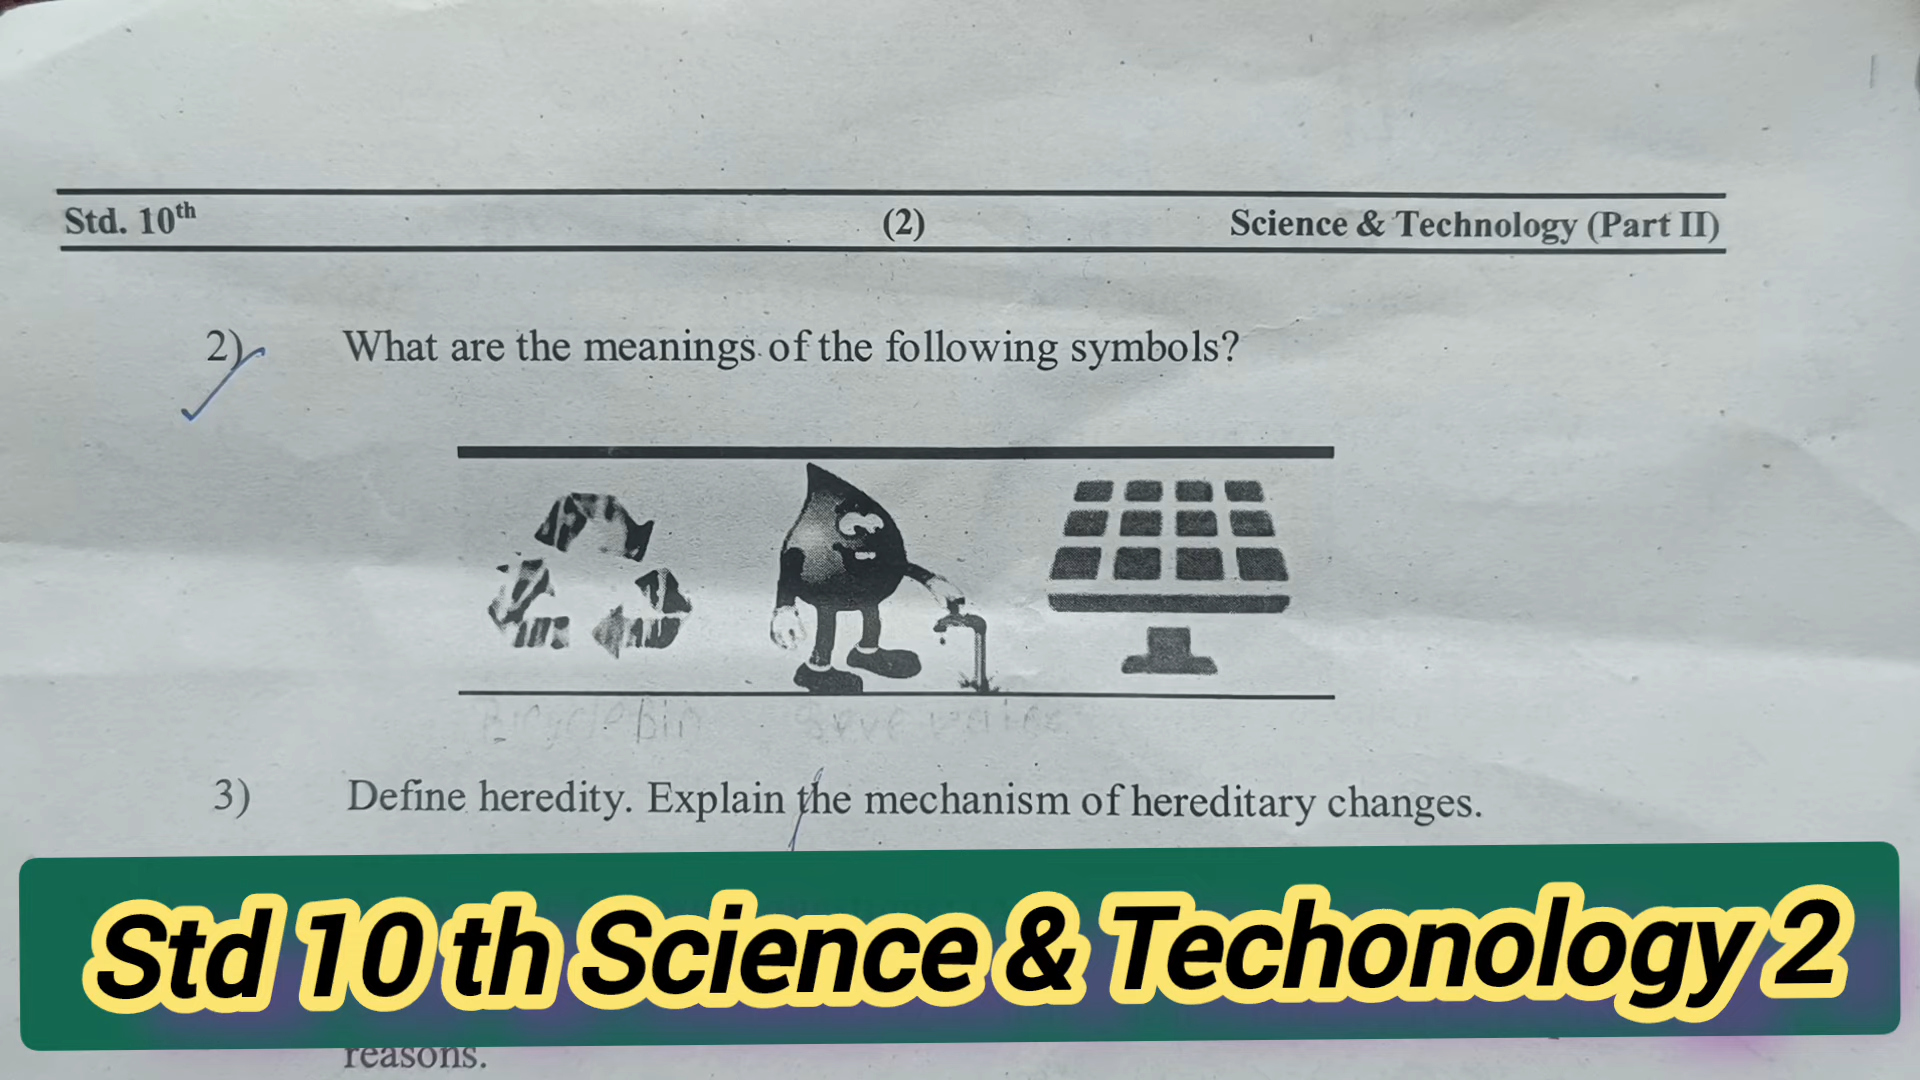 Std. 10th (2) Science & Technology (Part II)
2) What are the meanings of the following symbols?
3) Define heredity. Explain the mechanism of hereditary changes.
Std 10 th Science & Techonology 2
reasons.